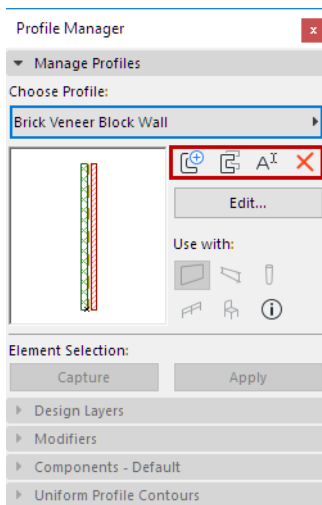 Profile Manager
x
Manage Profiles
Choose Profile:
Brick Veneer Block Wall
Edit...
Use with:
Element Selection:
Capture Apply
Design Layers
Modifiers
Components - Default
Uniform Profile Contours